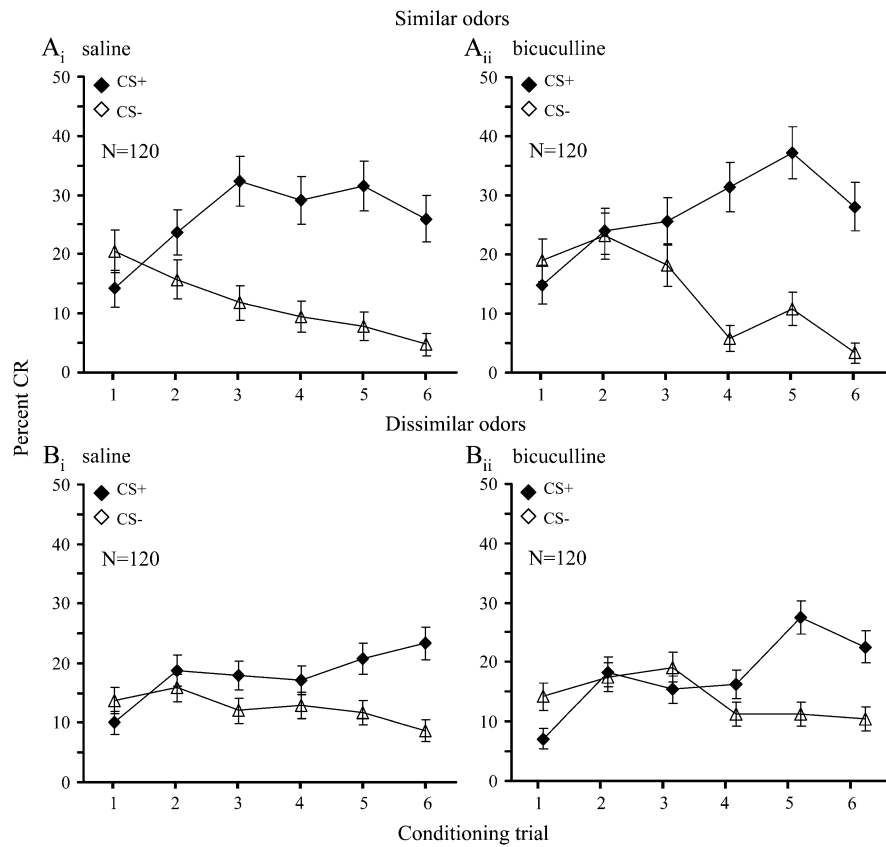 Similar odors
Ai saline
50
40
30
20
10
0
CS+
CS-
N=120
1 2 3 4 5 6
Aii bicuculline
50
40
30
20
10
0
CS+
CS-
N=120
1 2 3 4 5 6
Percent CR
Dissimilar odors
Bi saline
50
40
30
20
10
0
CS+
CS-
N=120
1 2 3 4 5 6
Bii bicuculline
50
40
30
20
10
0
CS+
CS-
N=120
1 2 3 4 5 6
Conditioning trial